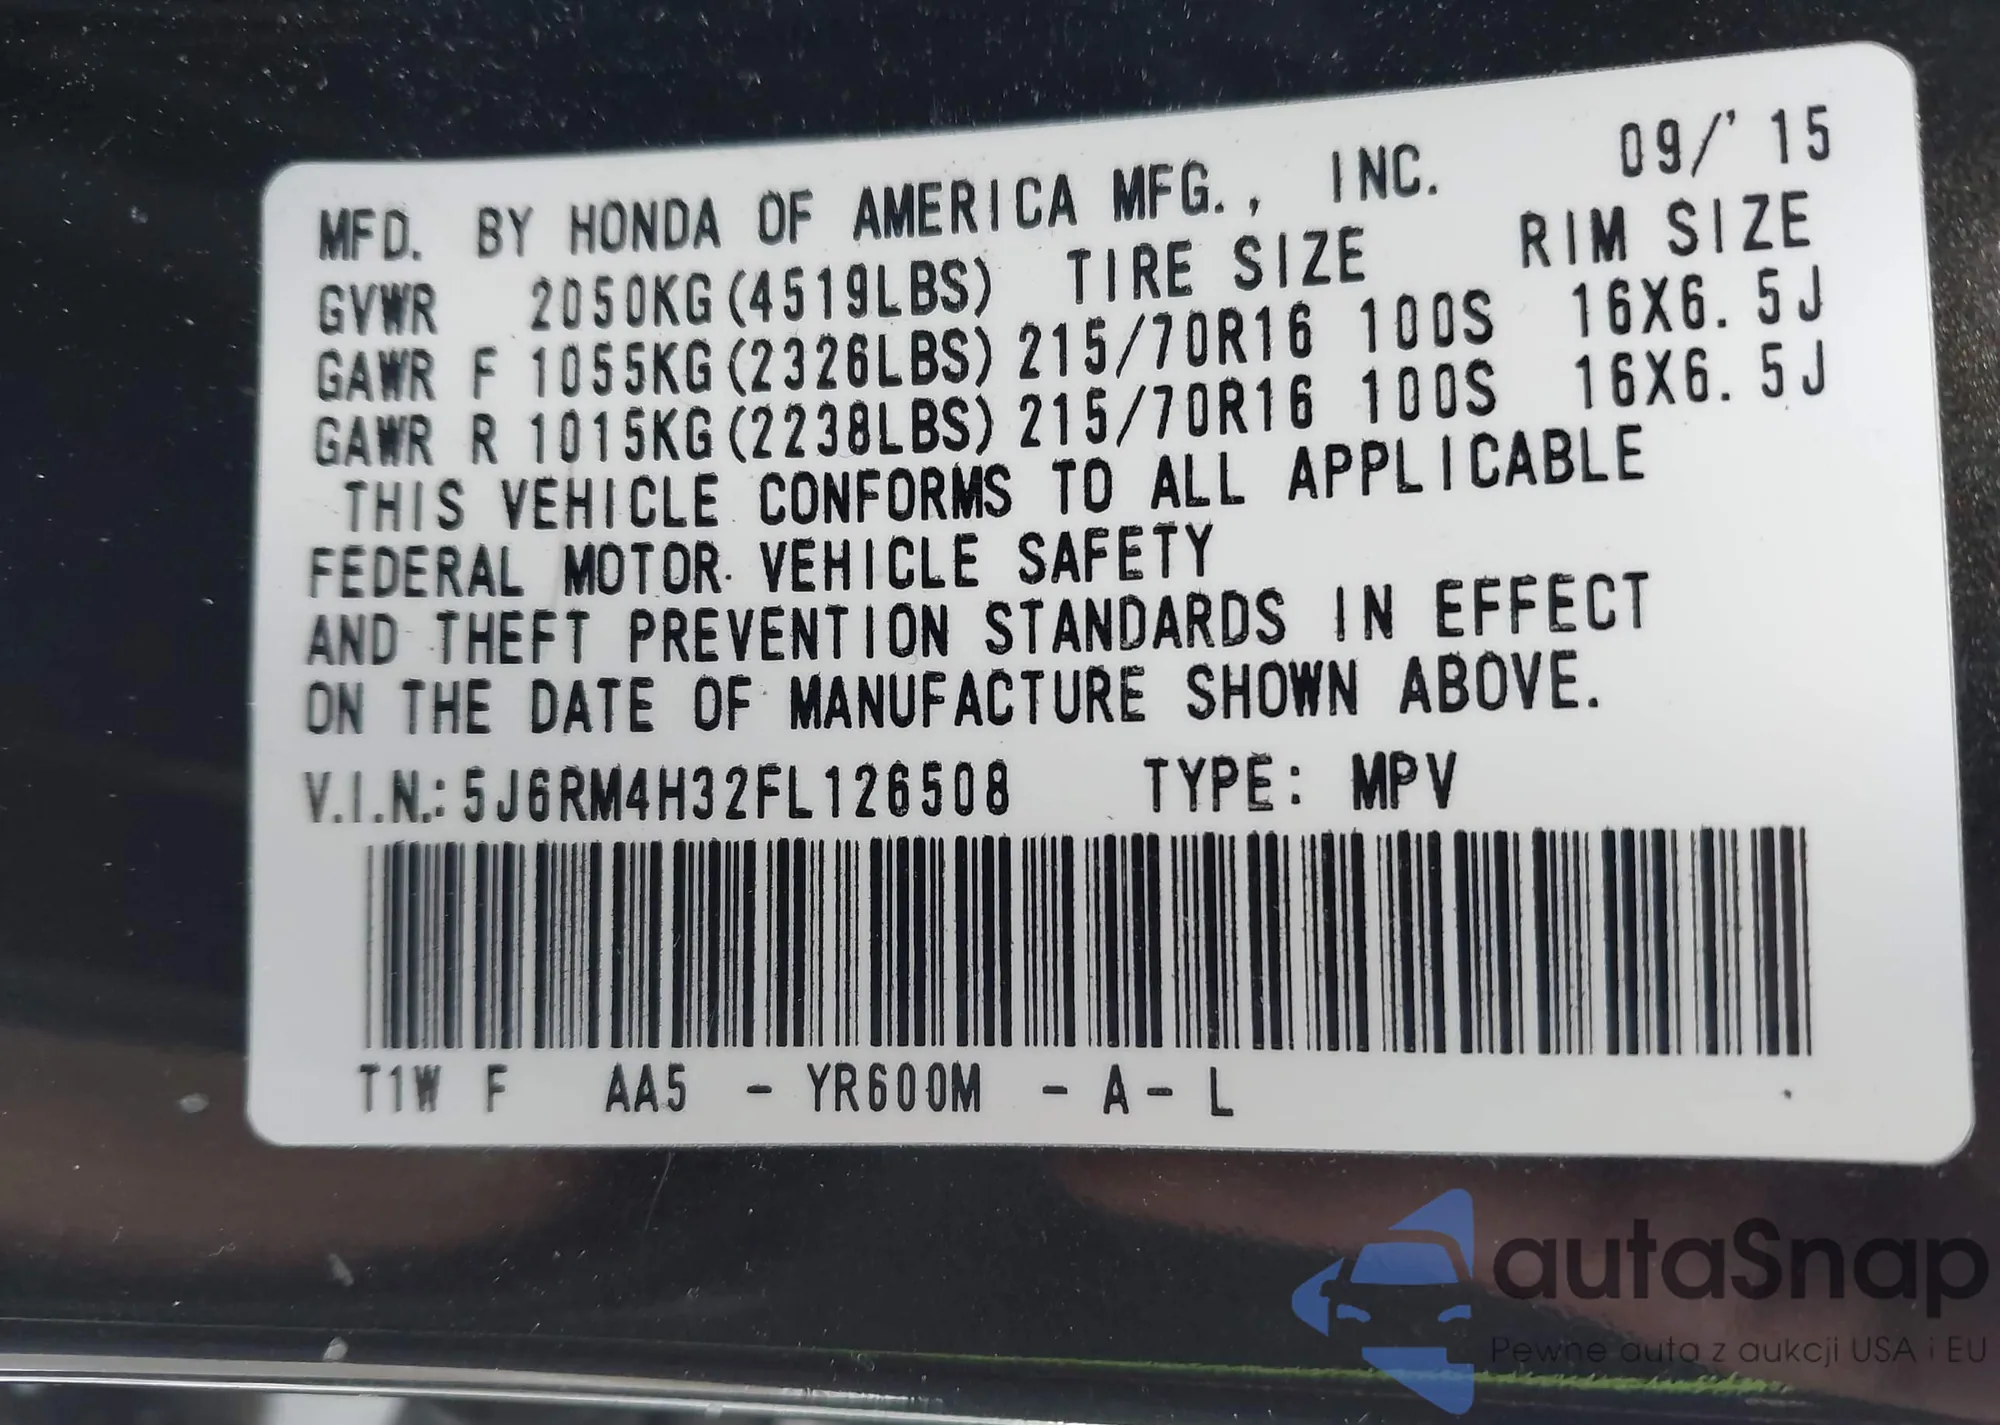 MFD. BY HONDA OF AMERICA MFG., INC. 09/'15
GVWR 2050KG(4519LBS) TIRE SIZE RIM SIZE
GAWR F 1055KG(2326LBS) 215/70R16 100S 16X6.5J
GAWR R 1015KG(2238LBS) 215/70R16 100S 16X6.5J
THIS VEHICLE CONFORMS TO ALL APPLICABLE
FEDERAL MOTOR VEHICLE SAFETY
AND THEFT PREVENTION STANDARDS IN EFFECT
ON THE DATE OF MANUFACTURE SHOWN ABOVE.
V.I.N.: 5J6RM4H32FL126508 TYPE: MPV
T1W F AA5 - YR600M - A - L
autaSnap
Pewne auta z aukcji USA i EU